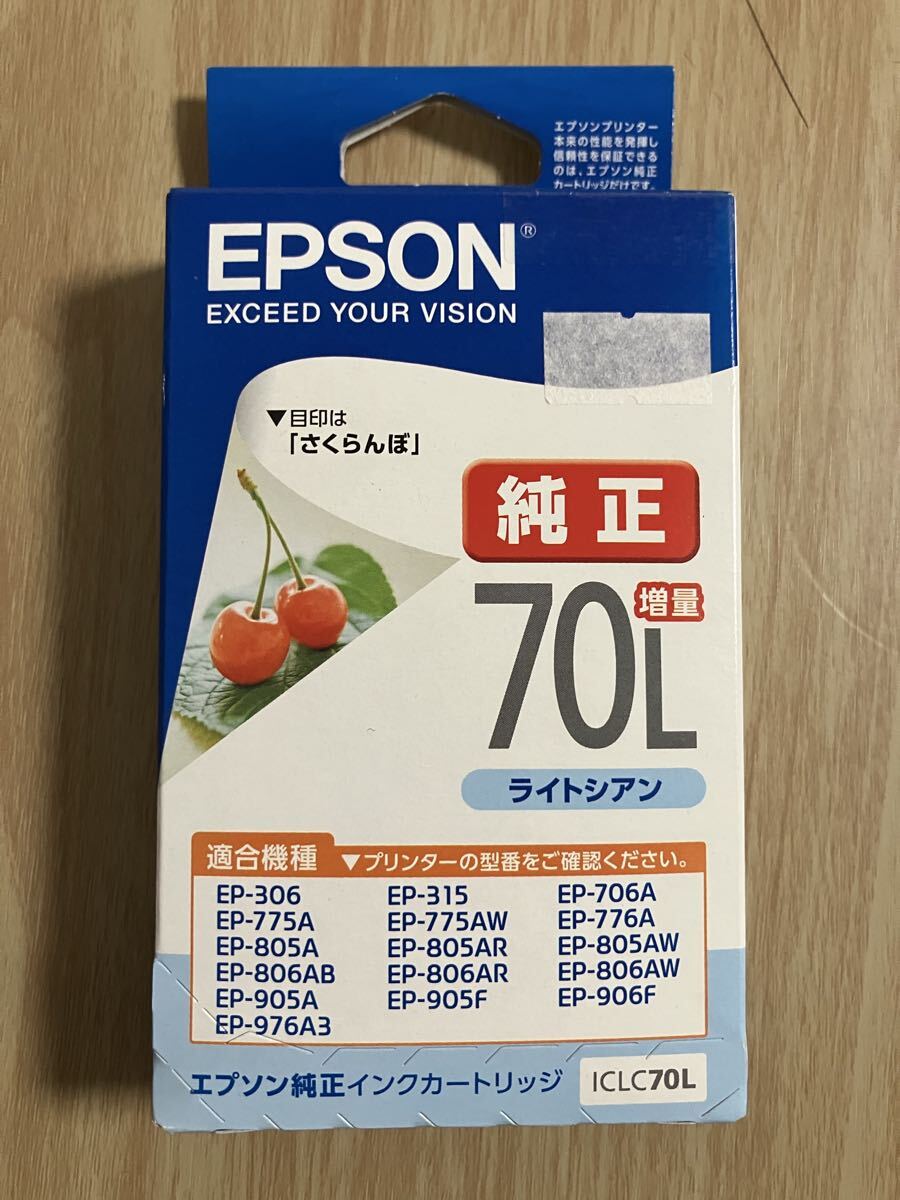 エプソンプリンター
本来の性能を発揮し
信頼性を保証できる
のは、エプソン純正
カートリッジだけです。
EPSON®
EXCEED YOUR VISION
▼目印は
「さくらんぼ」
純正
70L 増量
ライトシアン
適合機種 ▼プリンターの型番をご確認ください。
EP-306 EP-315 EP-706A
EP-775A EP-775AW EP-776A
EP-805A EP-805AR EP-805AW
EP-806AB EP-806AR EP-806AW
EP-905A EP-905F EP-906F
EP-976A3
エプソン純正インクカートリッジ ICLC70L